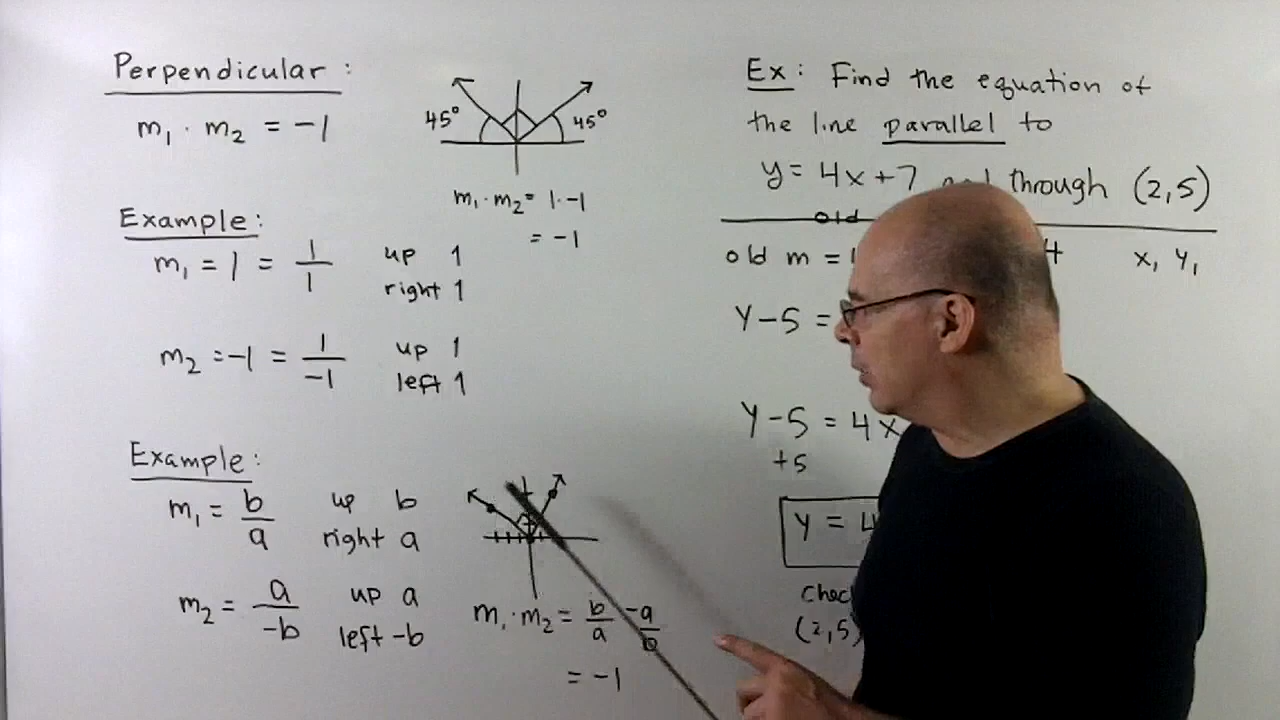 Perpendicular :
m₁ · m₂ = -1
45° 45°
m₁ · m₂ = 1 · -1
= -1
Example :
m₁ = 1 = 1/1 up 1
right 1
m₂ = -1 = 1/-1 up 1
left 1
Example :
m₁ = b/a up b
right a
m₂ = a/-b up a
left -b
m₁ · m₂ = b/a -a/b
= -1
Ex : Find the equation of
the line parallel to
y = 4x + 7 through (2,5)
old
old m = 4 x₁ y₁
y - 5 =
y - 5 = 4x
+5
y = 4
(2,5)